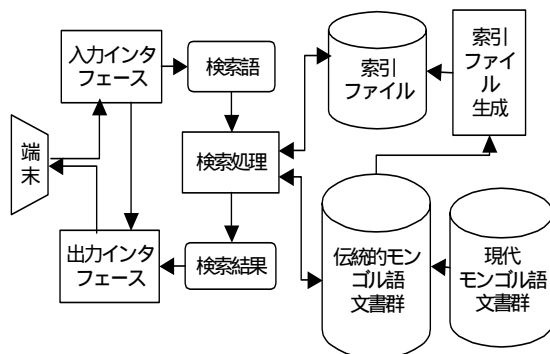 入力インタ
フェース
検索語
索引
ファイル
索引
ファイ
ル
生成
端
末
検索処理
出力インタ
フェース
検索結果
伝統的モン
ゴル語
文書群
現代
モンゴル語
文書群